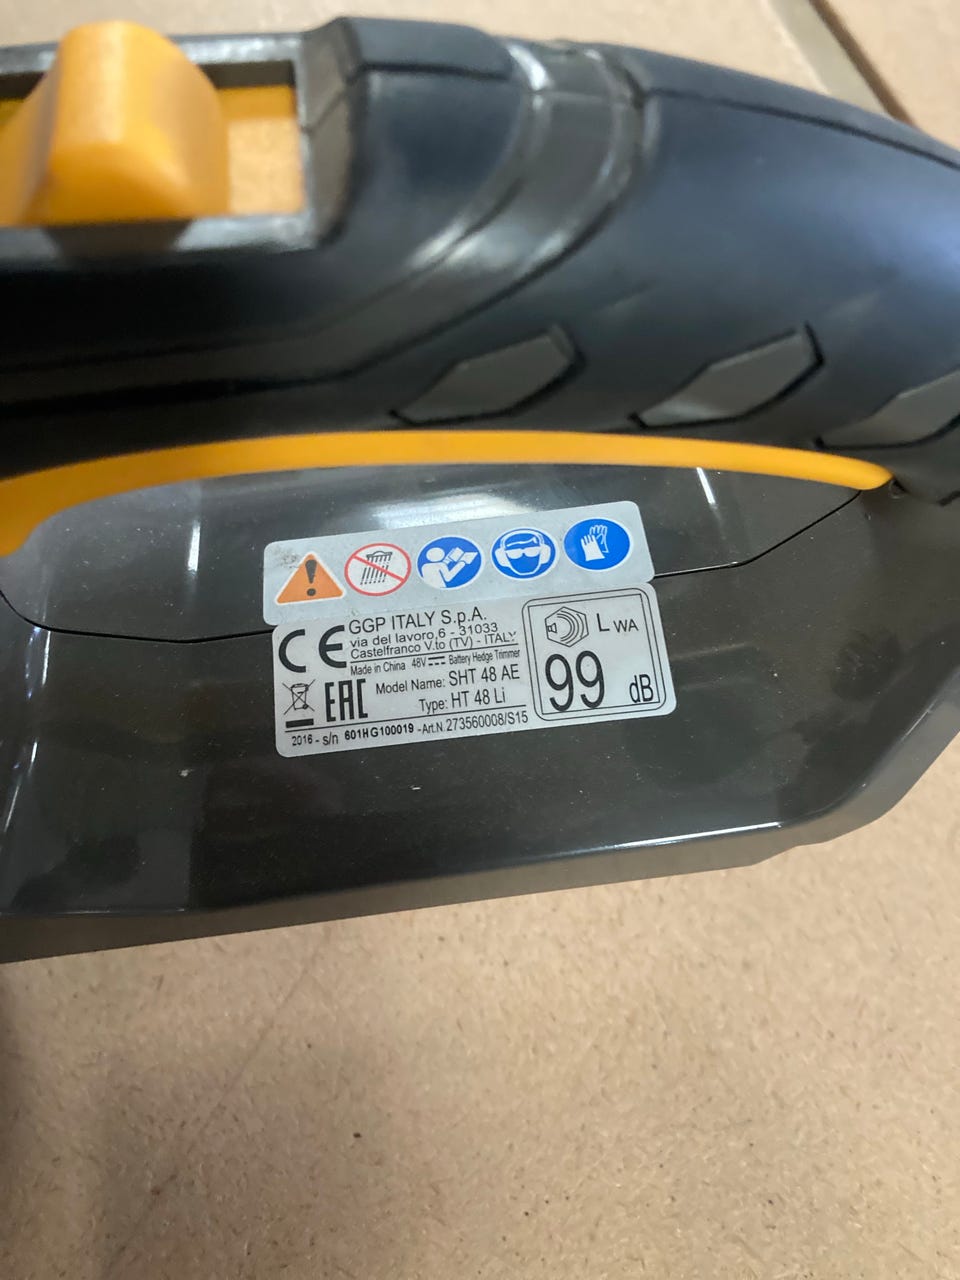 CE
GGP ITALY S.p.A.
via del lavoro,6 - 31033
Castelfranco V.to (TV) - ITALY
Made in China 48V Battery Hedge Trimmer
EAC
Model Name: SHT 48 AE
Type: HT 48 Li
2016 - s/n 601HG100019 -Art.N.273560008/S15
LWA
99 dB